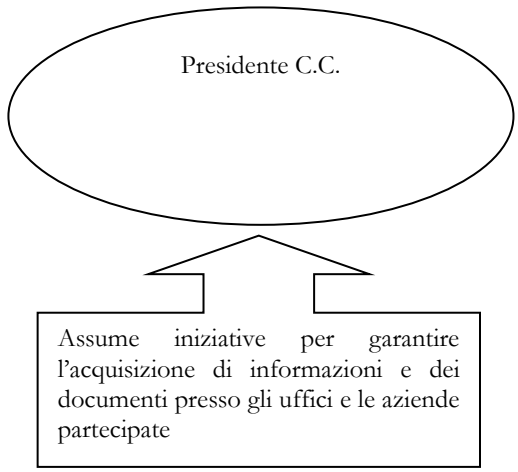 Presidente C.C.
Assume iniziative per garantire
l’acquisizione di informazioni e dei
documenti presso gli uffici e le aziende
partecipate